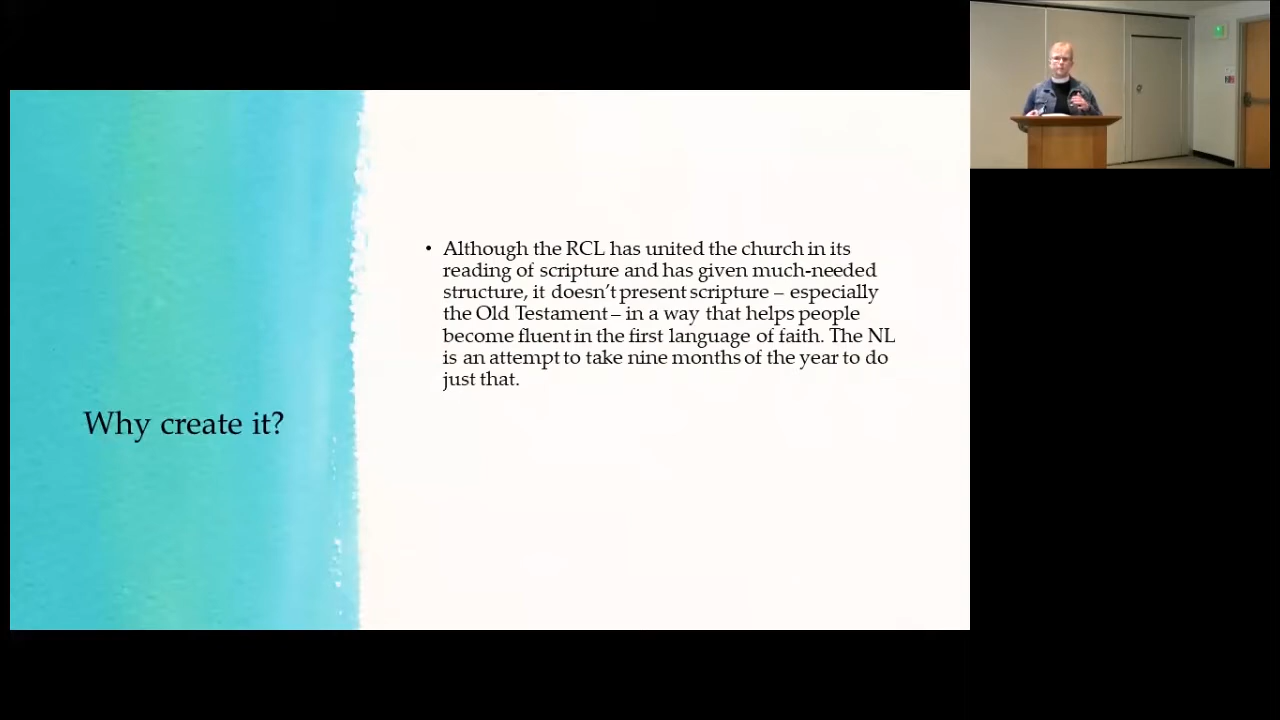 Why create it?
• Although the RCL has united the church in its
reading of scripture and has given much-needed
structure, it doesn't present scripture – especially
the Old Testament – in a way that helps people
become fluent in the first language of faith. The NL
is an attempt to take nine months of the year to do
just that.